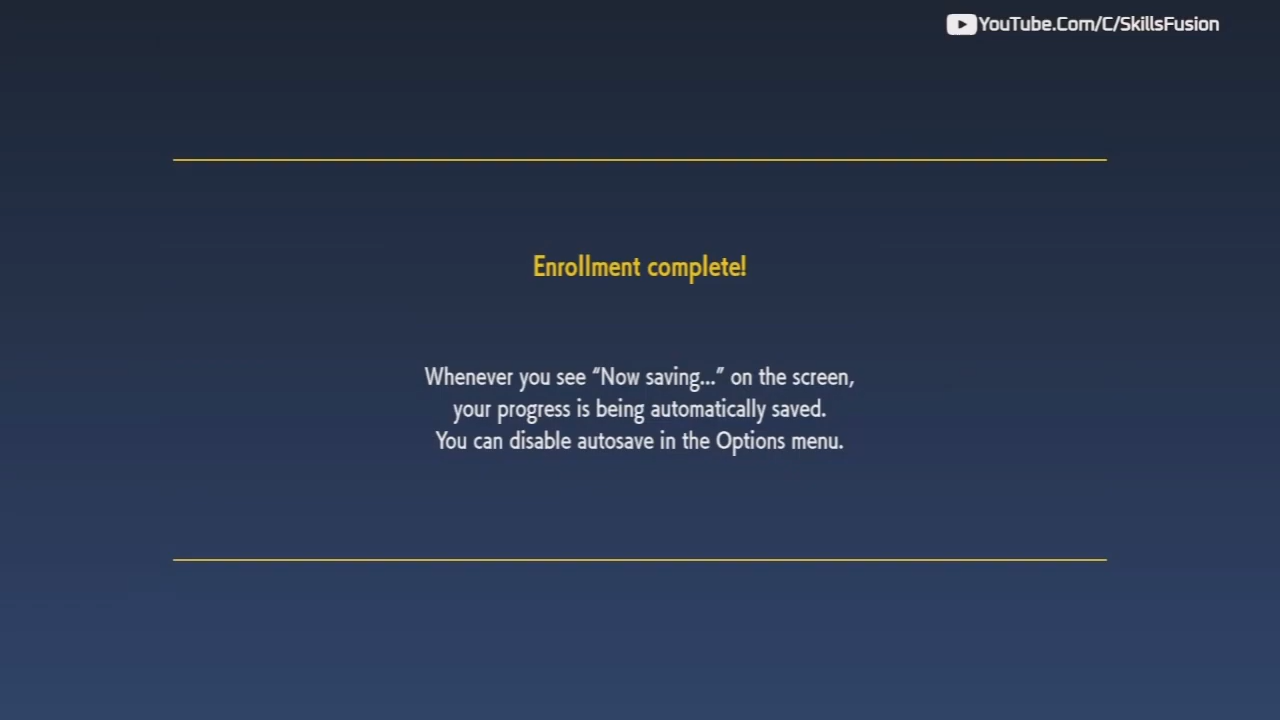 YouTube.Com/C/SkillsFusion
Enrollment complete!
Whenever you see “Now saving...” on the screen,
your progress is being automatically saved.
You can disable autosave in the Options menu.